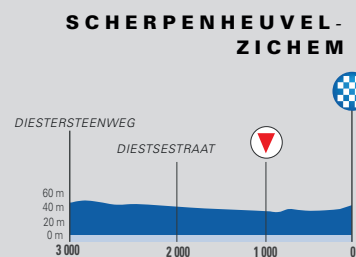 SCHERPENHEUVEL-
ZICHEM
DIESTERSTEENWEG
DIESTSESTRAAT
60 m
40 m
20 m
0 m
3 000
2 000
1 000
0